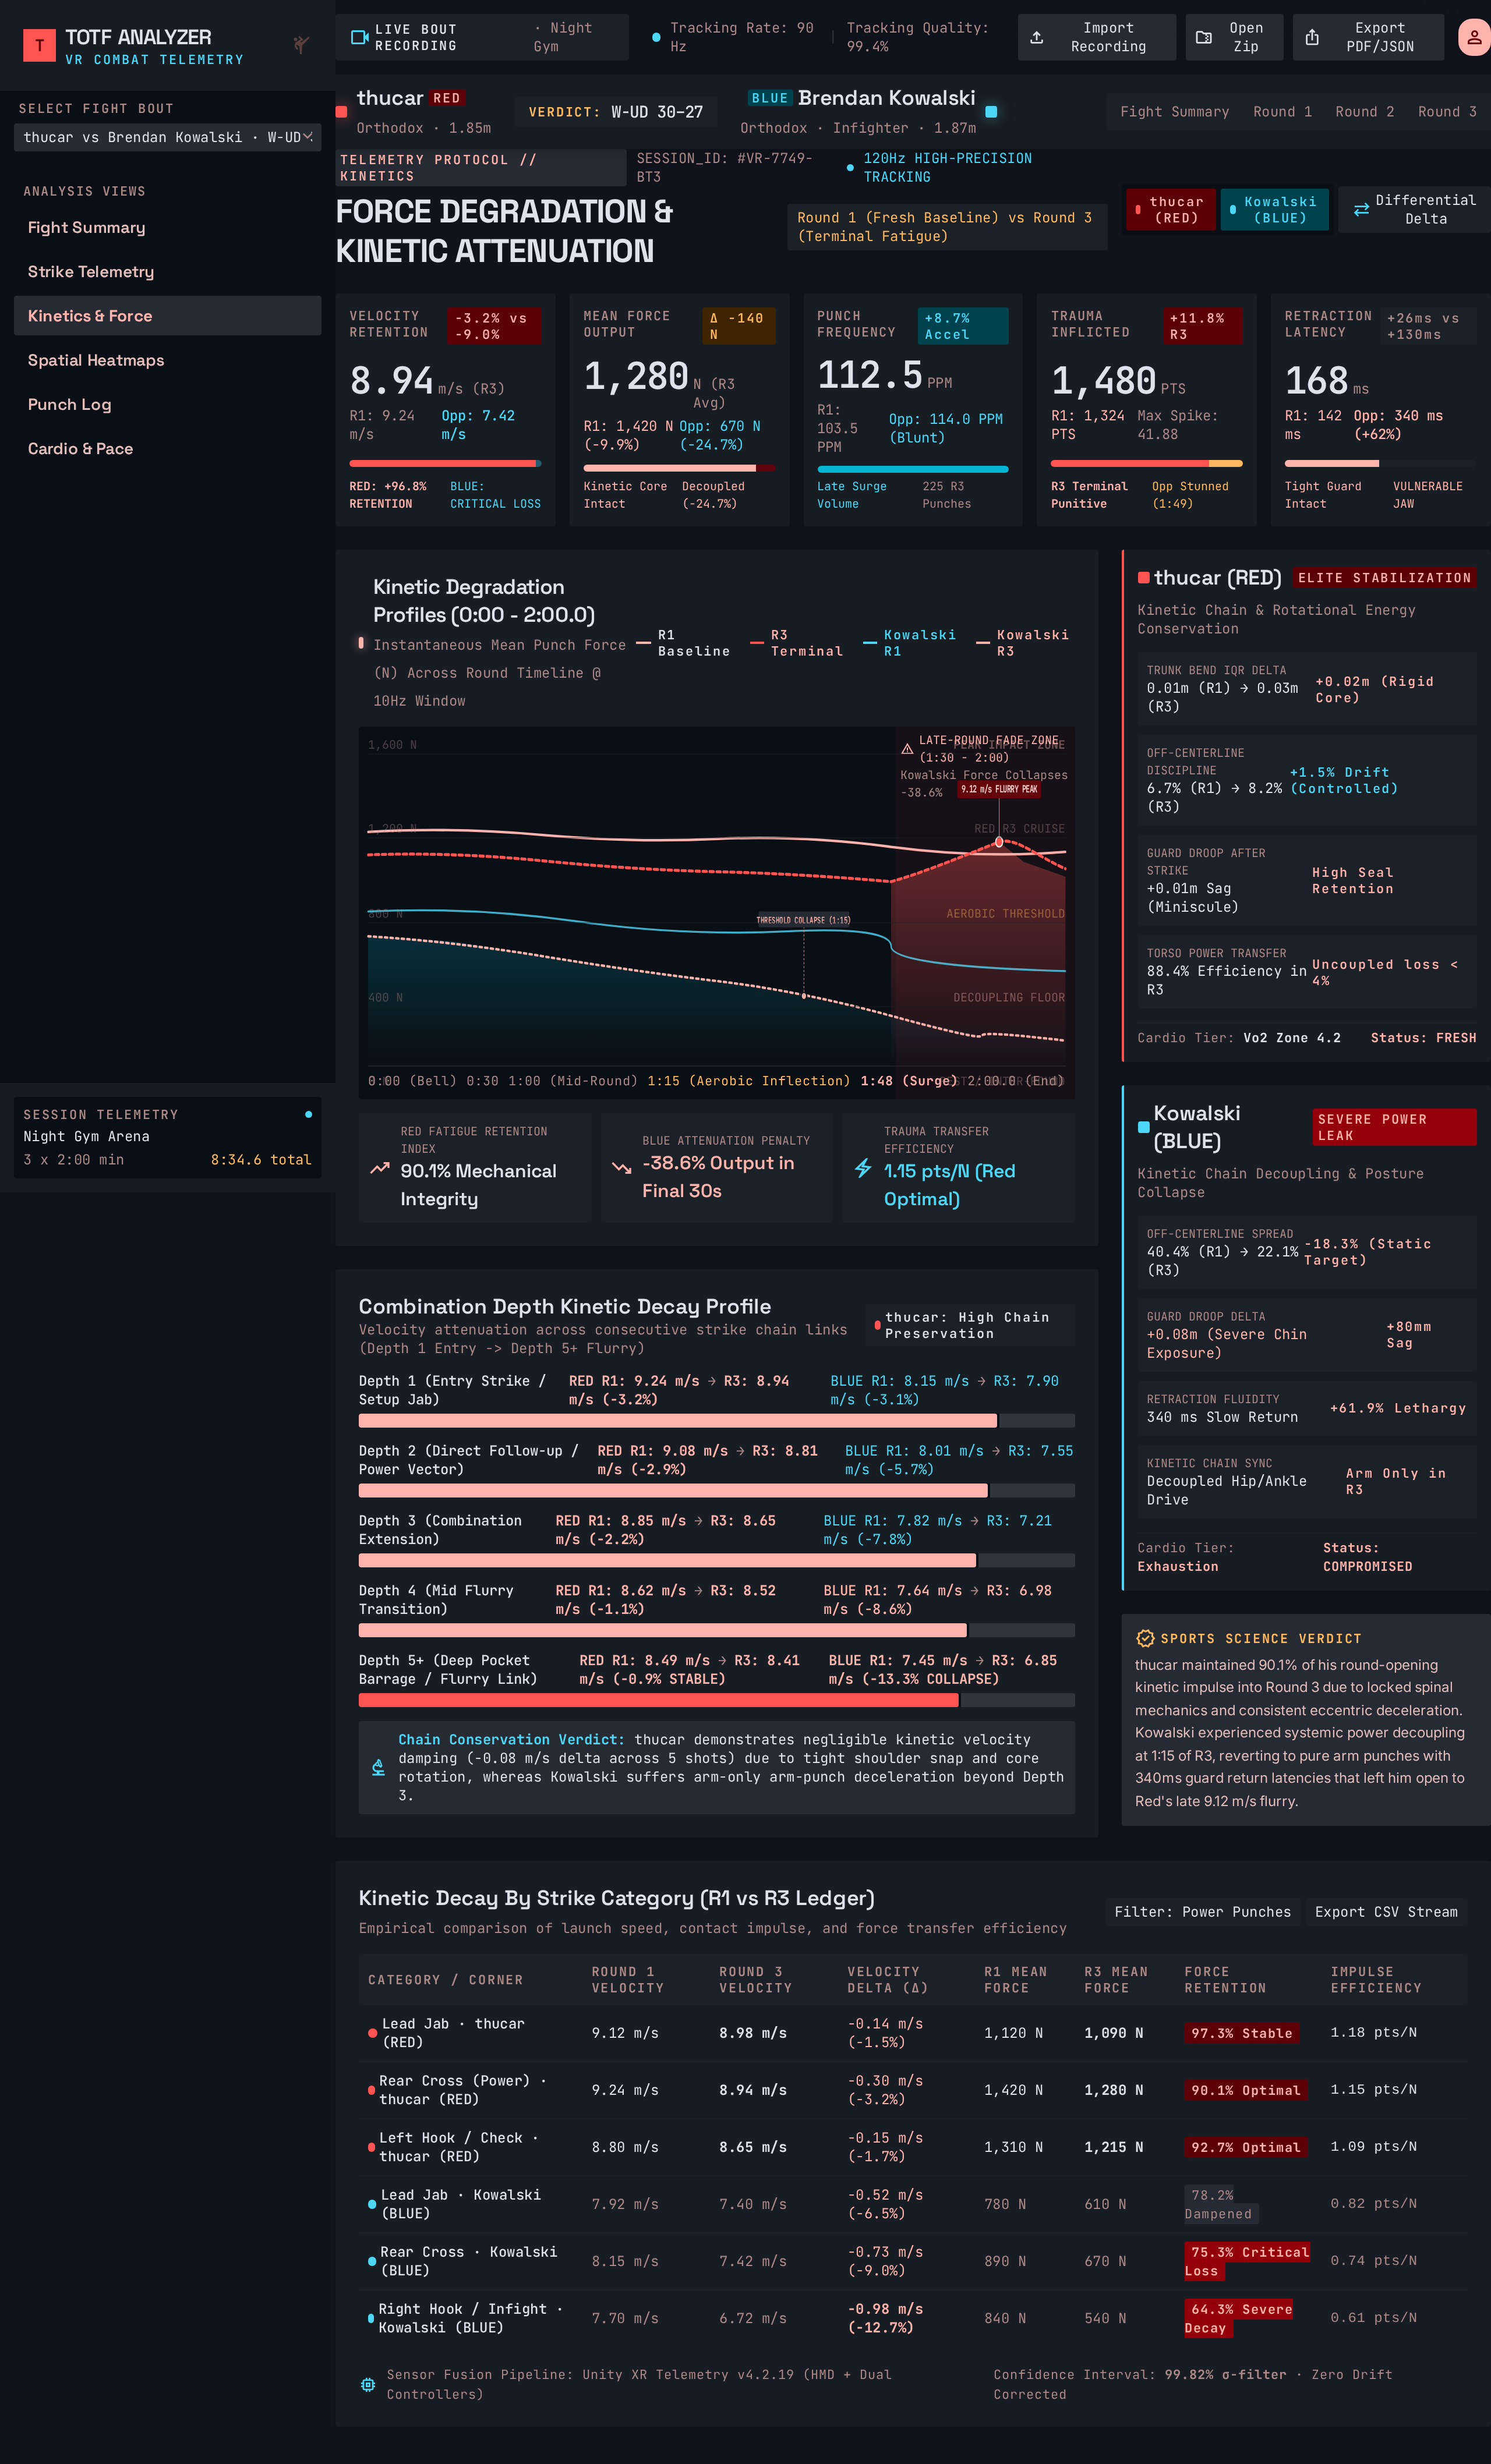 T
TOTF ANALYZER
VR COMBAT TELEMETRY
SELECT FIGHT BOUT
thucar vs Brendan Kowalski · W-UD
ANALYSIS VIEWS
Fight Summary
Strike Telemetry
Kinetics & Force
Spatial Heatmaps
Punch Log
Cardio & Pace
SESSION TELEMETRY
Night Gym Arena
3 x 2:00 min
8:34.6 total
LIVE BOUT
RECORDING
· Night
Gym
Tracking Rate: 90
Hz
Tracking Quality:
99.4%
Import
Recording
Open
Zip
Export
PDF/JSON
thucar RED
Orthodox · 1.85m
VERDICT: W-UD 30–27
BLUE Brendan Kowalski
Orthodox · Infighter · 1.87m
Fight Summary
Round 1
Round 2
Round 3
TELEMETRY PROTOCOL //
KINETICS
SESSION_ID: #VR-7749-
BT3
120Hz HIGH-PRECISION
TRACKING
FORCE DEGRADATION &
KINETIC ATTENUATION
Round 1 (Fresh Baseline) vs Round 3
(Terminal Fatigue)
thucar
(RED)
Kowalski
(BLUE)
Differential
Delta
VELOCITY
RETENTION
-3.2% vs
-9.0%
8.94 m/s (R3)
R1: 9.24
m/s
Opp: 7.42
m/s
RED: +96.8%
RETENTION
BLUE:
CRITICAL LOSS
MEAN FORCE
OUTPUT
Δ -140
N
1,280 N (R3
Avg)
R1: 1,420 N
(-9.9%)
Opp: 670 N
(-24.7%)
Kinetic Core
Intact
Decoupled
(-24.7%)
PUNCH
FREQUENCY
+8.7%
Accel
112.5 PPM
R1:
103.5
PPM
Opp: 114.0 PPM
(Blunt)
Late Surge
Volume
225 R3
Punches
TRAUMA
INFLICTED
+11.8%
R3
1,480 PTS
R1: 1,324
PTS
Max Spike:
41.88
R3 Terminal
Punitive
Opp Stunned
(1:49)
RETRACTION
LATENCY
+26ms vs
+130ms
168 ms
R1: 142
ms
Opp: 340 ms
(+62%)
Tight Guard
Intact
VULNERABLE
JAW
Kinetic Degradation
Profiles (0:00 - 2:00.0)
Instantaneous Mean Punch Force
(N) Across Round Timeline @
10Hz Window
R1
Baseline
R3
Terminal
Kowalski
R1
Kowalski
R3
1,600 N
PEAK IMPACT ZONE
LATE-ROUND FADE ZONE
(1:30 - 2:00)
Kowalski Force Collapses
-38.6%
9.12 m/s FLURRY PEAK
1,200 N
RED R3 CRUISE
800 N
THRESHOLD COLLAPSE (1:15)
AEROBIC THRESHOLD
400 N
DECOUPLING FLOOR
0:00 (Bell) 0:30 1:00 (Mid-Round) 1:15 (Aerobic Inflection) 1:48 (Surge) 2:00.0 (End)
RED FATIGUE RETENTION
INDEX
90.1% Mechanical
Integrity
BLUE ATTENUATION PENALTY
-38.6% Output in
Final 30s
TRAUMA TRANSFER
EFFICIENCY
1.15 pts/N (Red
Optimal)
thucar (RED)
ELITE STABILIZATION
Kinetic Chain & Rotational Energy
Conservation
TRUNK BEND IQR DELTA
0.01m (R1) → 0.03m
(R3)
+0.02m (Rigid
Core)
OFF-CENTERLINE
DISCIPLINE
6.7% (R1) → 8.2%
(R3)
+1.5% Drift
(Controlled)
GUARD DROOP AFTER
STRIKE
+0.01m Sag
(Miniscule)
High Seal
Retention
TORSO POWER TRANSFER
88.4% Efficiency in
R3
Uncoupled loss <
4%
Cardio Tier: Vo2 Zone 4.2
Status: FRESH
Kowalski
(BLUE)
SEVERE POWER
LEAK
Kinetic Chain Decoupling & Posture
Collapse
OFF-CENTERLINE SPREAD
40.4% (R1) → 22.1%
(R3)
-18.3% (Static
Target)
GUARD DROOP DELTA
+0.08m (Severe Chin
Exposure)
+80mm
Sag
RETRACTION FLUIDITY
340 ms Slow Return
+61.9% Lethargy
KINETIC CHAIN SYNC
Decoupled Hip/Ankle
Drive
Arm Only in
R3
Cardio Tier:
Exhaustion
Status:
COMPROMISED
SPORTS SCIENCE VERDICT
thucar maintained 90.1% of his round-opening
kinetic impulse into Round 3 due to locked spinal
mechanics and consistent eccentric deceleration.
Kowalski experienced systemic power decoupling
at 1:15 of R3, reverting to pure arm punches with
340ms guard return latencies that left him open to
Red's late 9.12 m/s flurry.
Combination Depth Kinetic Decay Profile
Velocity attenuation across consecutive strike chain links
(Depth 1 Entry -> Depth 5+ Flurry)
thucar: High Chain
Preservation
Depth 1 (Entry Strike /
Setup Jab)
RED R1: 9.24 m/s → R3: 8.94
m/s (-3.2%)
BLUE R1: 8.15 m/s → R3: 7.90
m/s (-3.1%)
Depth 2 (Direct Follow-up /
Power Vector)
RED R1: 9.08 m/s → R3: 8.81
m/s (-2.9%)
BLUE R1: 8.01 m/s → R3: 7.55
m/s (-5.7%)
Depth 3 (Combination
Extension)
RED R1: 8.85 m/s → R3: 8.65
m/s (-2.2%)
BLUE R1: 7.82 m/s → R3: 7.21
m/s (-7.8%)
Depth 4 (Mid Flurry
Transition)
RED R1: 8.62 m/s → R3: 8.52
m/s (-1.1%)
BLUE R1: 7.64 m/s → R3: 6.98
m/s (-8.6%)
Depth 5+ (Deep Pocket
Barrage / Flurry Link)
RED R1: 8.49 m/s → R3: 8.41
m/s (-0.9% STABLE)
BLUE R1: 7.45 m/s → R3: 6.85
m/s (-13.3% COLLAPSE)
Chain Conservation Verdict: thucar demonstrates negligible kinetic velocity
damping (-0.08 m/s delta across 5 shots) due to tight shoulder snap and core
rotation, whereas Kowalski suffers arm-only arm-punch deceleration beyond Depth
3.
Kinetic Decay By Strike Category (R1 vs R3 Ledger)
Empirical comparison of launch speed, contact impulse, and force transfer efficiency
Filter: Power Punches
Export CSV Stream
CATEGORY / CORNER
ROUND 1
VELOCITY
ROUND 3
VELOCITY
VELOCITY
DELTA (Δ)
R1 MEAN
FORCE
R3 MEAN
FORCE
FORCE
RETENTION
IMPULSE
EFFICIENCY
Lead Jab · thucar
(RED)
9.12 m/s
8.98 m/s
-0.14 m/s
(-1.5%)
1,120 N
1,090 N
97.3% Stable
1.18 pts/N
Rear Cross (Power) ·
thucar (RED)
9.24 m/s
8.94 m/s
-0.30 m/s
(-3.2%)
1,420 N
1,280 N
90.1% Optimal
1.15 pts/N
Left Hook / Check ·
thucar (RED)
8.80 m/s
8.65 m/s
-0.15 m/s
(-1.7%)
1,310 N
1,215 N
92.7% Optimal
1.09 pts/N
Lead Jab · Kowalski
(BLUE)
7.92 m/s
7.40 m/s
-0.52 m/s
(-6.5%)
780 N
610 N
78.2%
Dampened
0.82 pts/N
Rear Cross · Kowalski
(BLUE)
8.15 m/s
7.42 m/s
-0.73 m/s
(-9.0%)
890 N
670 N
75.3% Critical
Loss
0.74 pts/N
Right Hook / Infight ·
Kowalski (BLUE)
7.70 m/s
6.72 m/s
-0.98 m/s
(-12.7%)
840 N
540 N
64.3% Severe
Decay
0.61 pts/N
Sensor Fusion Pipeline: Unity XR Telemetry v4.2.19 (HMD + Dual
Controllers)
Confidence Interval: 99.82% σ-filter · Zero Drift
Corrected